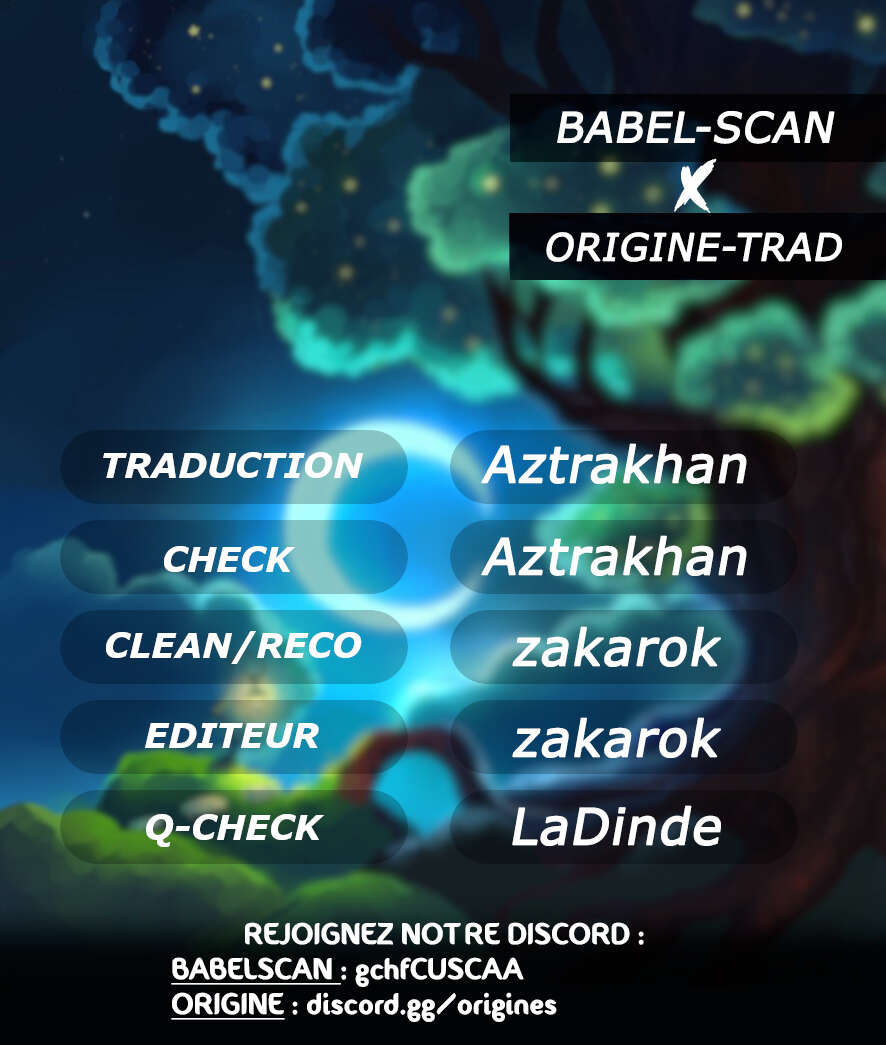 BABEL-SCAN
X
ORIGINE-TRAD
TRADUCTION Aztrakhan
CHECK Aztrakhan
CLEAN/RECO zakarok
EDITEUR zakarok
Q-CHECK LaDinde
REJOIGNEZ NOTRE DISCORD :
BABELSCAN : gchfCUSCAA
ORIGINE : discord.gg/origines